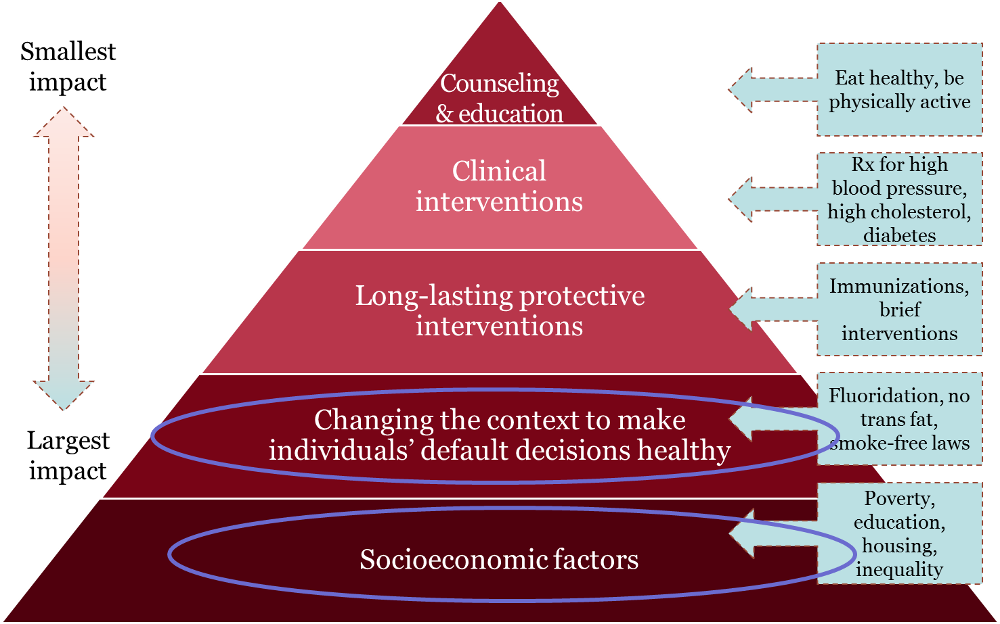 Smallest
impact
Largest
impact
Counseling
& education
Clinical
interventions
Long-lasting protective
interventions
Changing the context to make
individuals’ default decisions healthy
Socioeconomic factors
Eat healthy, be
physically active
Rx for high
blood pressure,
high cholesterol,
diabetes
Immunizations,
brief
interventions
Fluoridation, no
trans fat,
smoke-free laws
Poverty,
education,
housing,
inequality